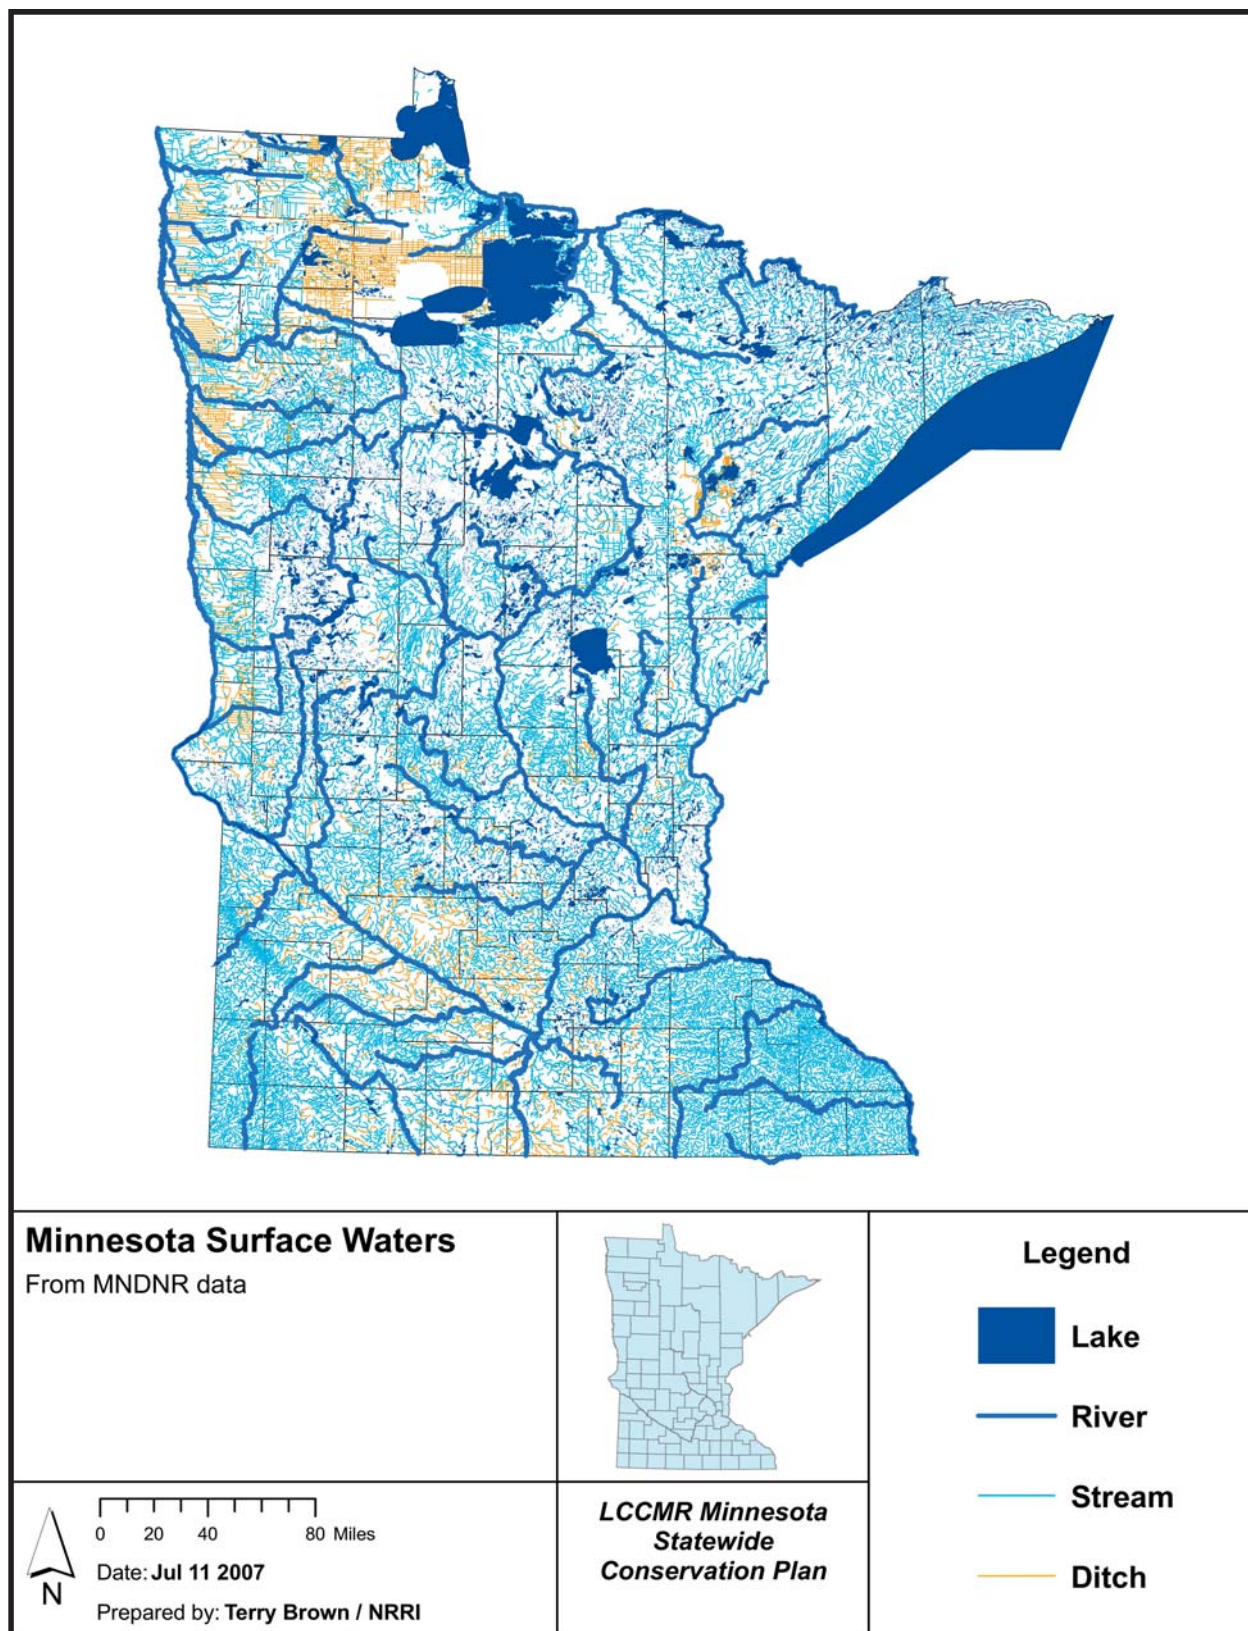 Minnesota Surface Waters
From MNDNR data
0 20 40 80 Miles
Date: Jul 11 2007
N
Prepared by: Terry Brown / NRRI
LCCMR Minnesota
Statewide
Conservation Plan
Legend
Lake
River
Stream
Ditch